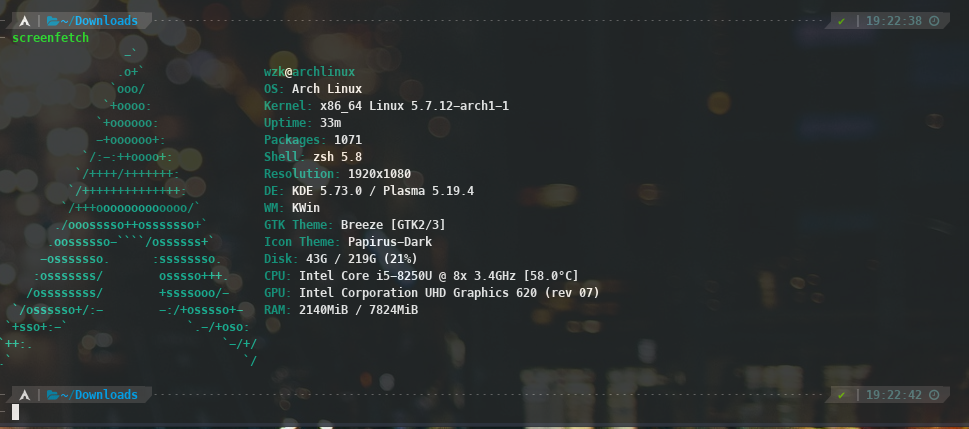 ~/Downloads ✔ 19:22:38
screenfetch
-`
.o+` wzk@archlinux
`ooo/ OS: Arch Linux
`+oooo: Kernel: x86_64 Linux 5.7.12-arch1-1
`+oooooo: Uptime: 33m
-+oooooo+: Packages: 1071
`/:-:++oooo+: Shell: zsh 5.8
`/++++/+++++++: Resolution: 1920x1080
`/++++++++++++++: DE: KDE 5.73.0 / Plasma 5.19.4
`/+++ooooooooooooo/` WM: KWin
./ooosssso++osssssso+` GTK Theme: Breeze [GTK2/3]
.oossssso-````/ossssss+` Icon Theme: Papirus-Dark
-osssssso. :ssssssso. Disk: 43G / 219G (21%)
:osssssss/ osssso+++. CPU: Intel Core i5-8250U @ 8x 3.4GHz [58.0°C]
/ossssssss/ +ssssooo/- GPU: Intel Corporation UHD Graphics 620 (rev 07)
`/ossssso+/:- -:/+osssso+- RAM: 2140MiB / 7824MiB
`+sso+:-` `.-/+oso:
`++:. `-/+/
.` `/
~/Downloads ✔ 19:22:42